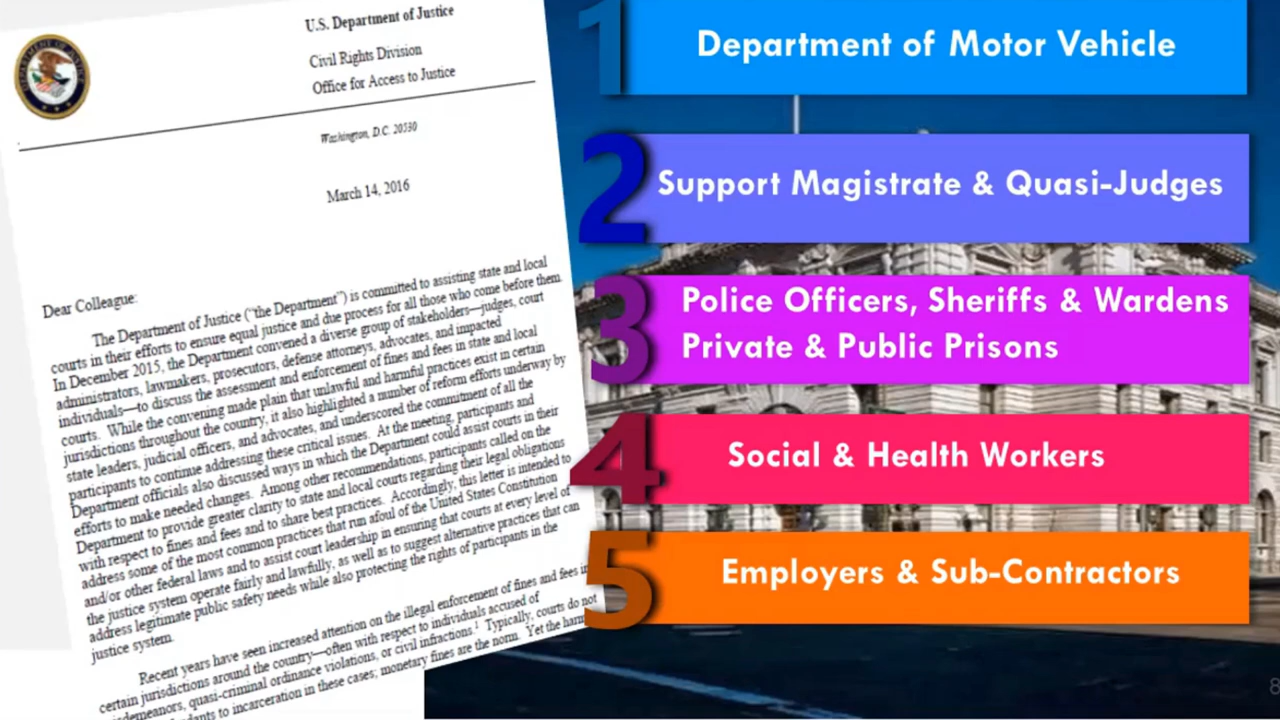 U.S. Department of Justice
Civil Rights Division
Office for Access to Justice
Washington, D.C. 20530
March 14, 2016
Dear Colleague:
The Department of Justice ("the Department") is committed to assisting state and local
courts in their efforts to ensure equal justice and due process for all those who come before them.
In December 2015, the Department convened a diverse group of stakeholders—judges, court
administrators, lawmakers, prosecutors, defense attorneys, advocates, and impacted
individuals—to discuss the assessment and enforcement of fines and fees in state and local
courts. While the convening made plain that unlawful and harmful practices exist in certain
jurisdictions throughout the country, it also highlighted a number of reform efforts underway by
state leaders, judicial officers, and advocates, and underscored the commitment of all the
participants to continue addressing these critical issues. At the meeting, participants and
Department officials also discussed ways in which the Department could assist courts in their
efforts to make needed changes. Among other recommendations, participants called on the
Department to provide greater clarity to state and local courts regarding their legal obligations
with respect to fines and fees and to share best practices. Accordingly, this letter is intended to
address some of the most common practices that run afoul of the United States Constitution
and/or other federal laws and to assist court leadership in ensuring that courts at every level of
the justice system operate fairly and lawfully, as well as to suggest alternative practices that can
address legitimate public safety needs while also protecting the rights of participants in the
justice system.
Recent years have seen increased attention on the illegal enforcement of fines and fees in
certain jurisdictions around the country—often with respect to individuals accused of
misdemeanors, quasi-criminal ordinance violations, or civil infractions.1 Typically, courts do not
to incarceration in these cases; monetary fines are the norm. Yet the harm
1 Department of Motor Vehicle
2 Support Magistrate & Quasi-Judges
3 Police Officers, Sheriffs & Wardens
Private & Public Prisons
4 Social & Health Workers
5 Employers & Sub-Contractors
8